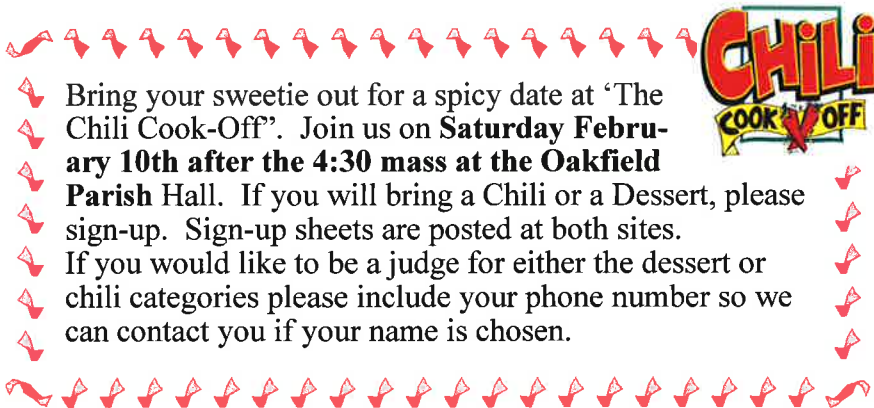 CHiLi
COOK OFF
Bring your sweetie out for a spicy date at ‘The
Chili Cook-Off”.  Join us on Saturday Febru-
ary 10th after the 4:30 mass at the Oakfield
Parish Hall.  If you will bring a Chili or a Dessert, please
sign-up.  Sign-up sheets are posted at both sites.
If you would like to be a judge for either the dessert or
chili categories please include your phone number so we
can contact you if your name is chosen.